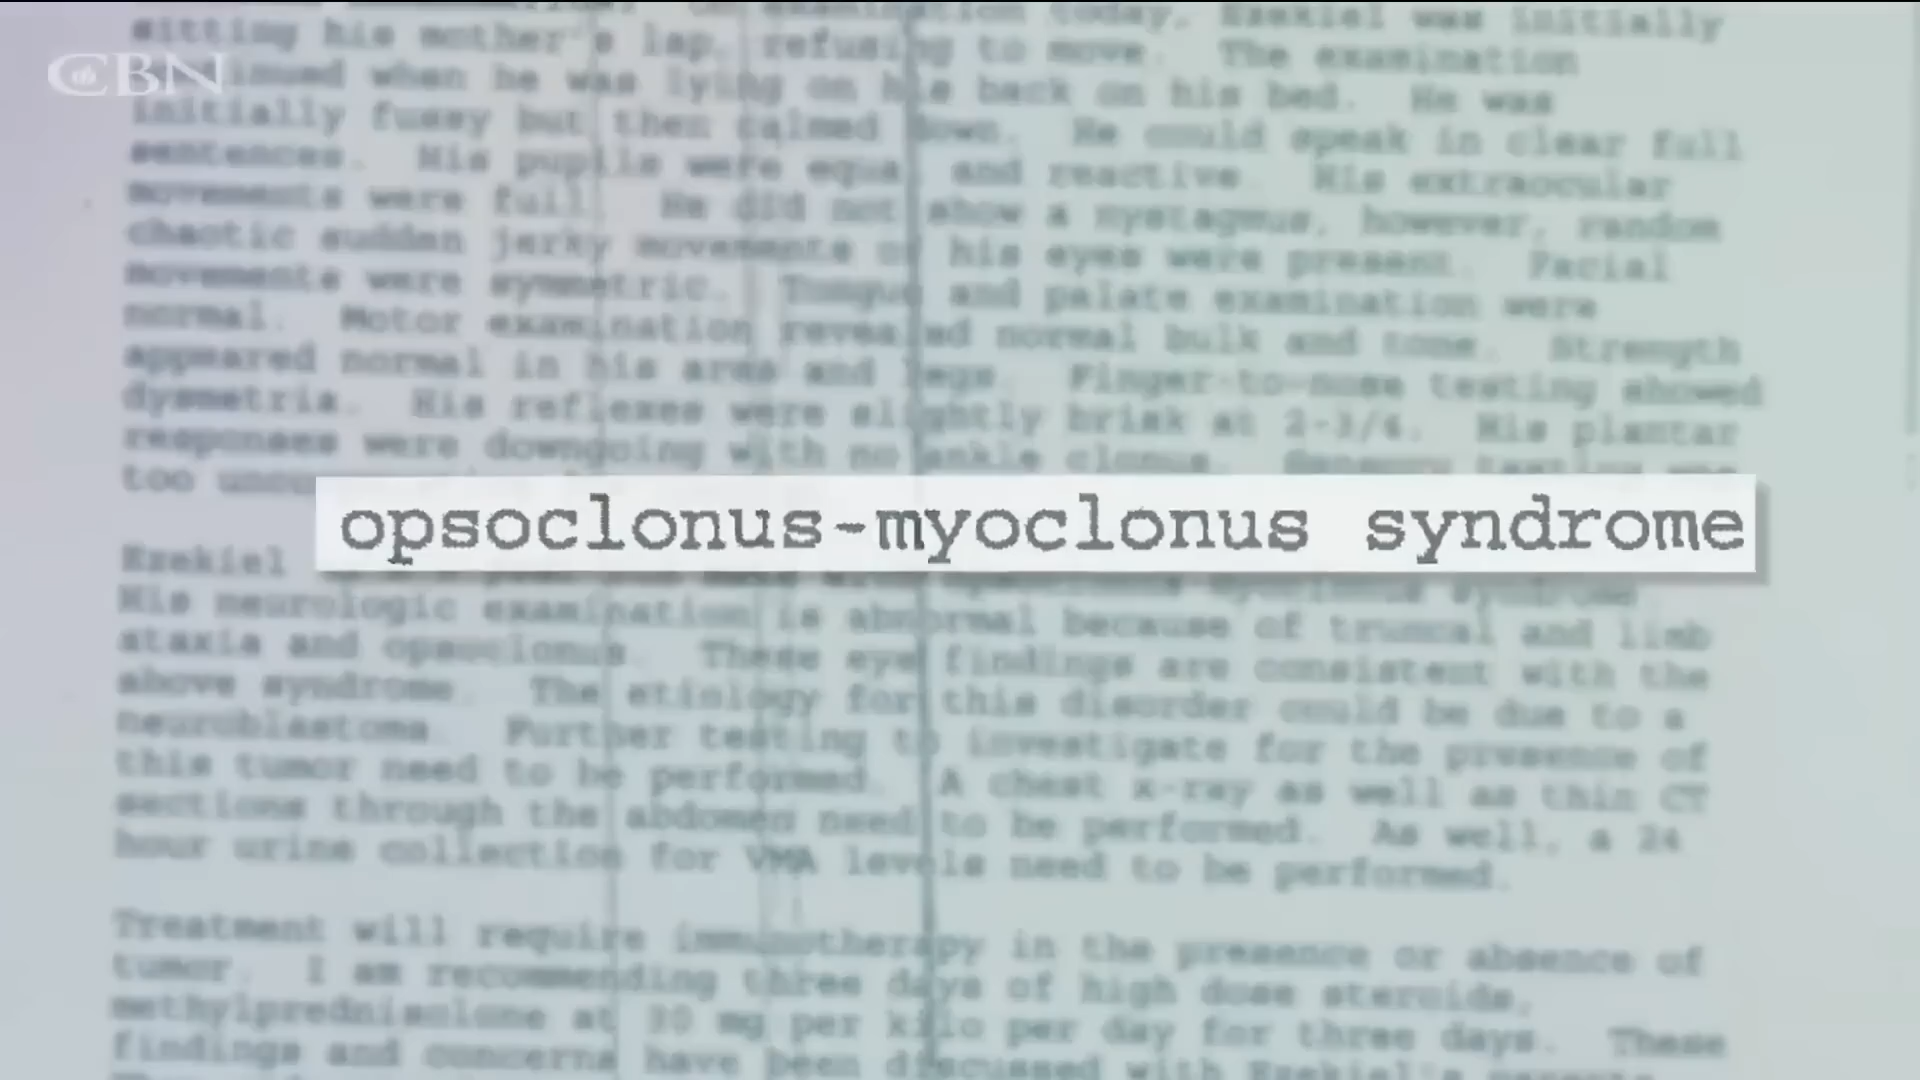 CBN
examination today, Ezekiel was initially
sitting his mother's lap, refusing to move. The examination
continued when he was lying on his back on his bed. He was
initially fussy but then calmed down. He could speak in clear full
sentences. His pupils were equal and reactive. His extraocular
movements were full. He did not show a nystagmus, however, random
chaotic sudden jerky movements of his eyes were present. Facial
movements were symmetric. Tongue and palate examination were
normal. Motor examination revealed normal bulk and tone. Strength
appeared normal in his arms and legs. Finger-to-nose testing showed
dysmetria. His reflexes were slightly brisk at 2-3/4. His plantar
responses were downgoing with no ankle clonus. Sensory testing was
too
opsoclonus-myoclonus syndrome
Ezekiel
His neurologic examination is abnormal because of truncal and limb
ataxia and opsoclonus. These eye findings are consistent with the
above syndrome. The etiology for this disorder could be due to a
neuroblastoma. Further testing to investigate for the presence of
this tumor need to be performed. A chest x-ray as well as thin CT
sections through the abdomen need to be performed. As well, a 24
hour urine collection for VMA levels need to be performed.
Treatment will require immunotherapy in the presence or absence of
tumor. I am recommending three days of high dose steroids,
methylprednisolone at 30 mg per kilo per day for three days. These
findings and concerns have been discussed with Ezekiel's parents.